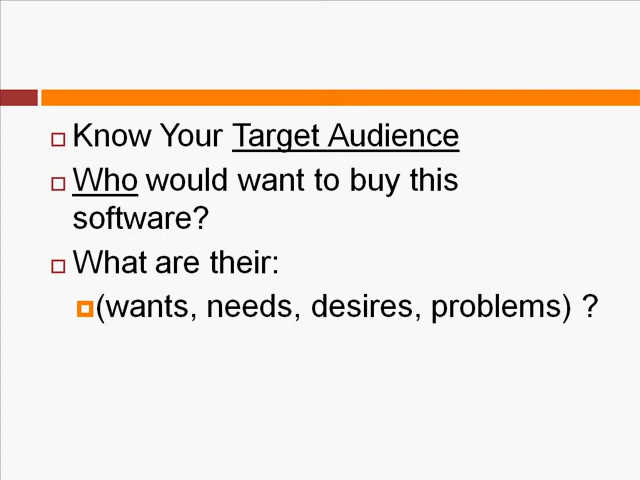 Know Your Target Audience
Who would want to buy this
software?
What are their:
(wants, needs, desires, problems) ?